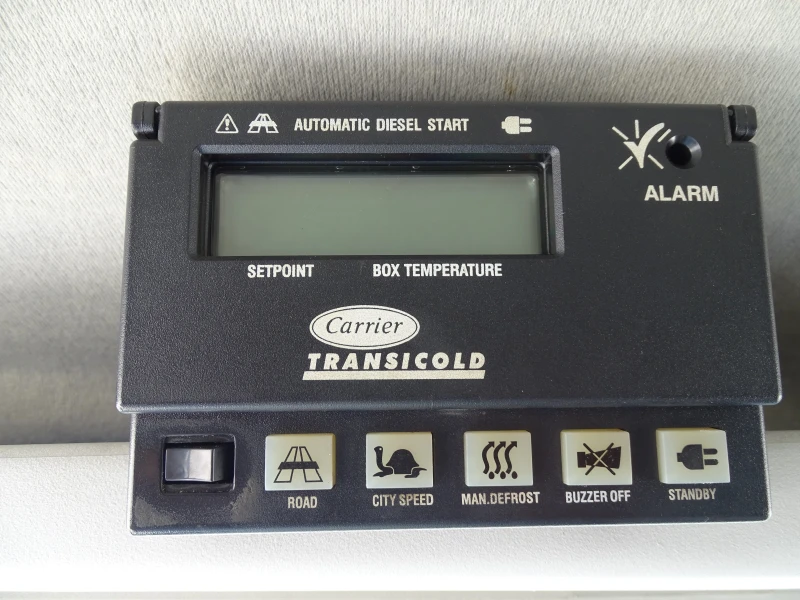 AUTOMATIC DIESEL START
ALARM
SETPOINT BOX TEMPERATURE
Carrier
TRANSICOLD
ROAD CITY SPEED MAN.DEFROST BUZZER OFF STANDBY